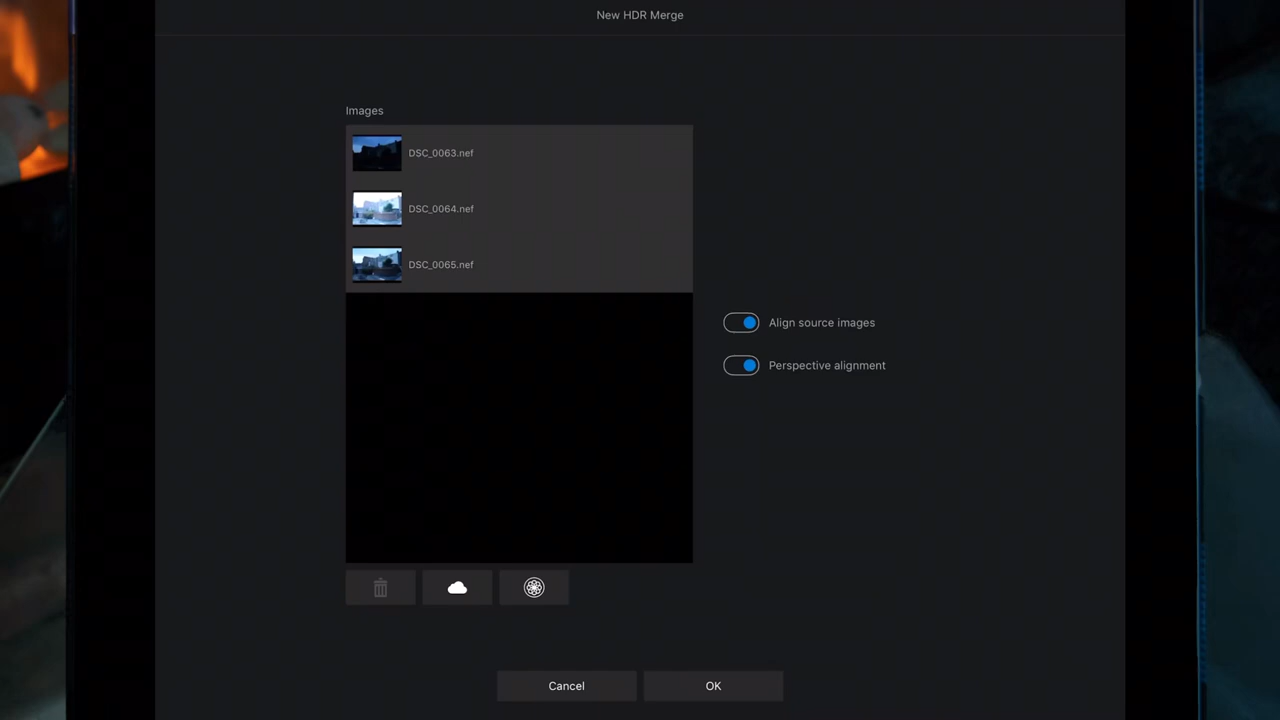 New HDR Merge
Images
DSC_0063.nef
DSC_0064.nef
DSC_0065.nef
Align source images
Perspective alignment
Cancel
OK